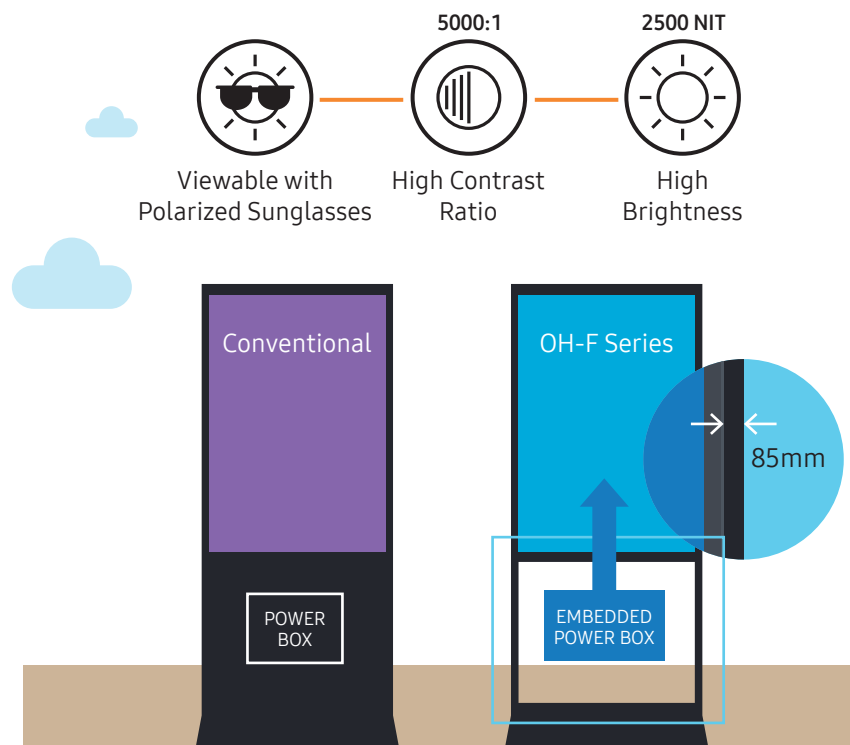 5000:1
2500 NIT
Viewable with
Polarized Sunglasses
High Contrast
Ratio
High
Brightness
Conventional
OH-F Series
85mm
POWER
BOX
EMBEDDED
POWER BOX